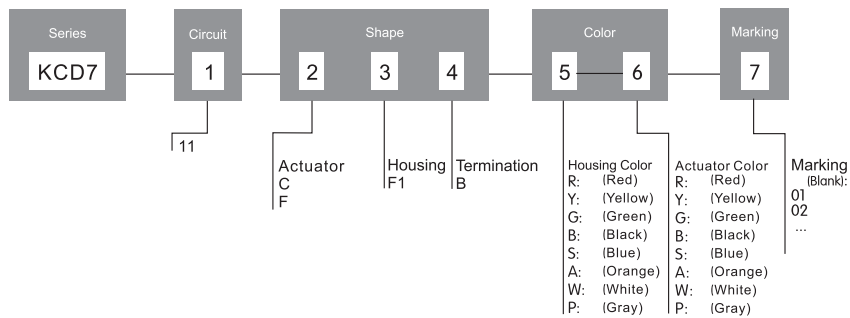 Series
Circuit
Shape
Color
Marking
KCD7
1
2
3
4
5
6
7
11
Actuator
C
F
Housing
F1
Termination
B
Housing Color
R: (Red)
Y: (Yellow)
G: (Green)
B: (Black)
S: (Blue)
A: (Orange)
W: (White)
P: (Gray)
Actuator Color
R: (Red)
Y: (Yellow)
G: (Green)
B: (Black)
S: (Blue)
A: (Orange)
W: (White)
P: (Gray)
Marking
(Blank):
01
02
...